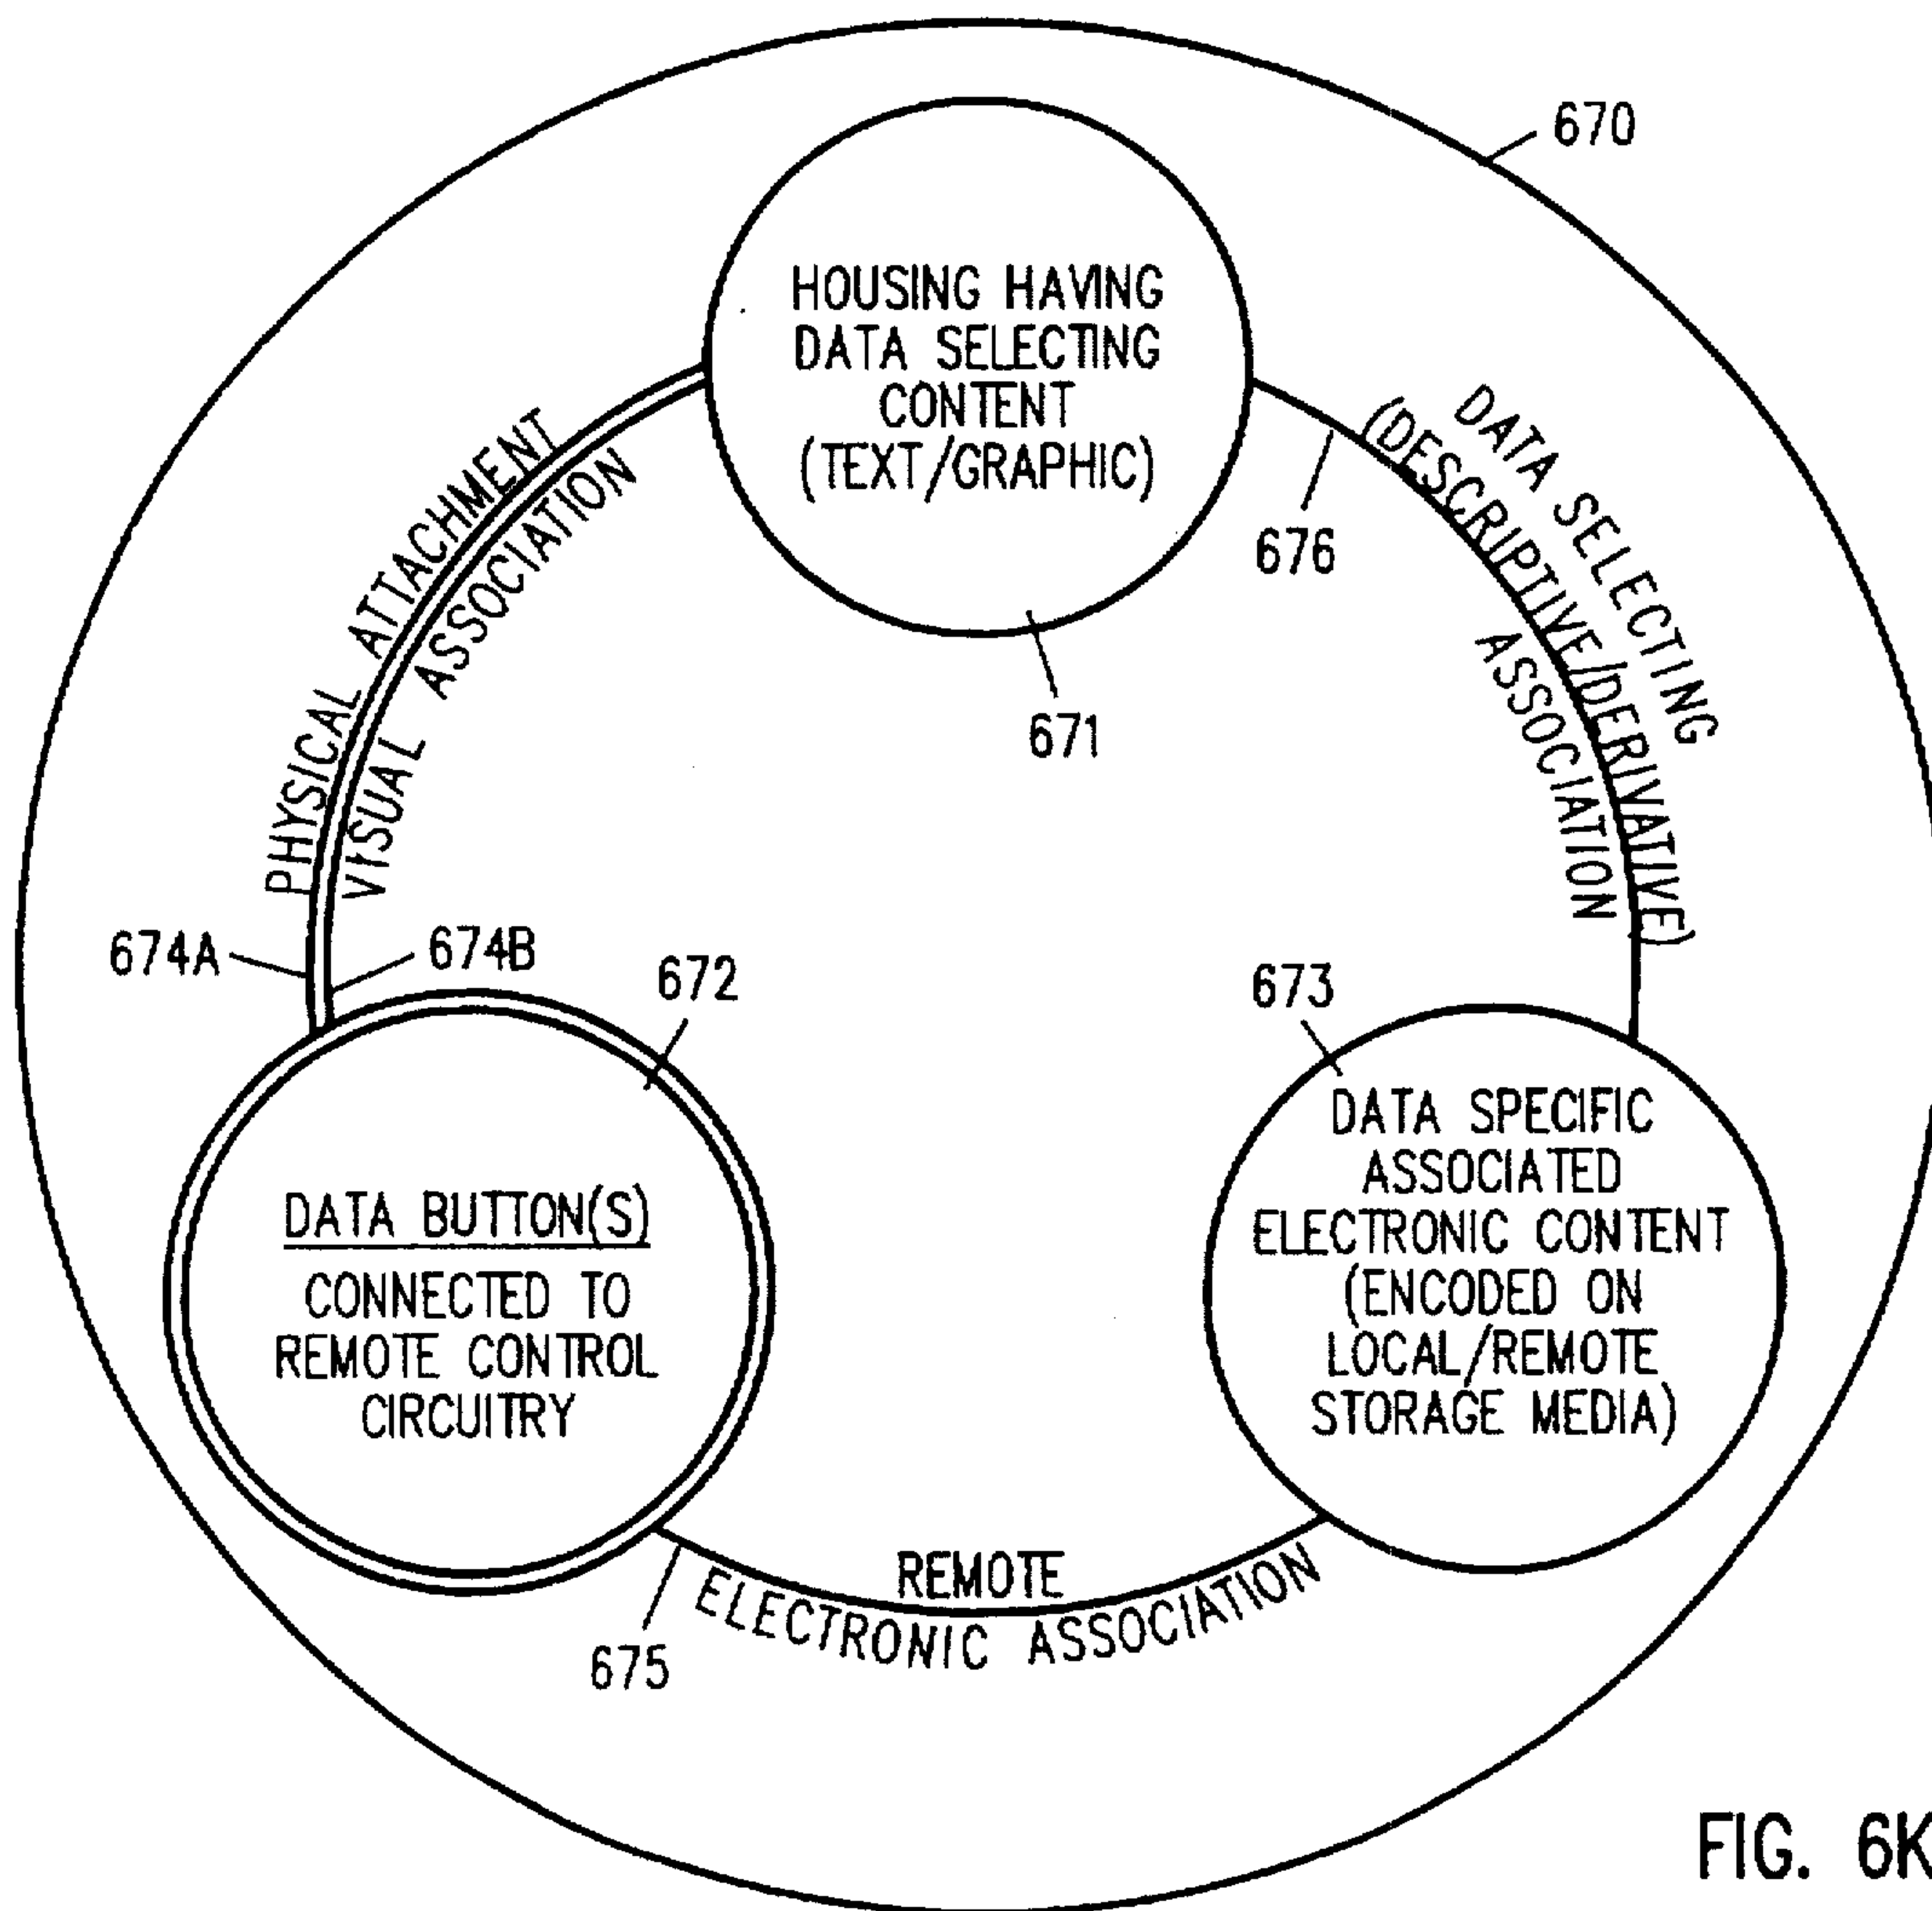 670
HOUSING HAVING
DATA SELECTING
CONTENT
(TEXT/GRAPHIC)
671
676
PHYSICAL ATTACHMENT
VISUAL ASSOCIATION
DATA SELECTING
(DESCRIPTIVE/DERIVATIVE)
ASSOCIATION
674A
674B
672
673
DATA BUTTON(S)
CONNECTED TO
REMOTE CONTROL
CIRCUITRY
DATA SPECIFIC
ASSOCIATED
ELECTRONIC CONTENT
(ENCODED ON
LOCAL/REMOTE
STORAGE MEDIA)
REMOTE
ELECTRONIC ASSOCIATION
675
FIG. 6K